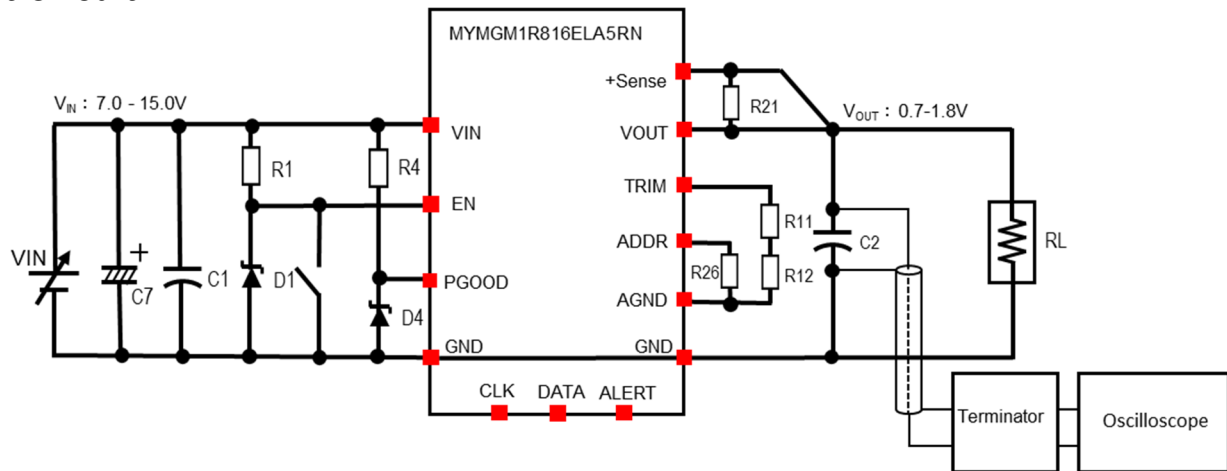 MYMGM1R816ELA5RN
+Sense
R21
VIN : 7.0 - 15.0V
VOUT : 0.7-1.8V
VIN
VOUT
R1
R4
TRIM
EN
R11
ADDR
C2
RL
VIN
+
C7
C1
D1
PGOOD
R26
R12
D4
AGND
GND
GND
CLK
DATA
ALERT
Terminator
Oscilloscope